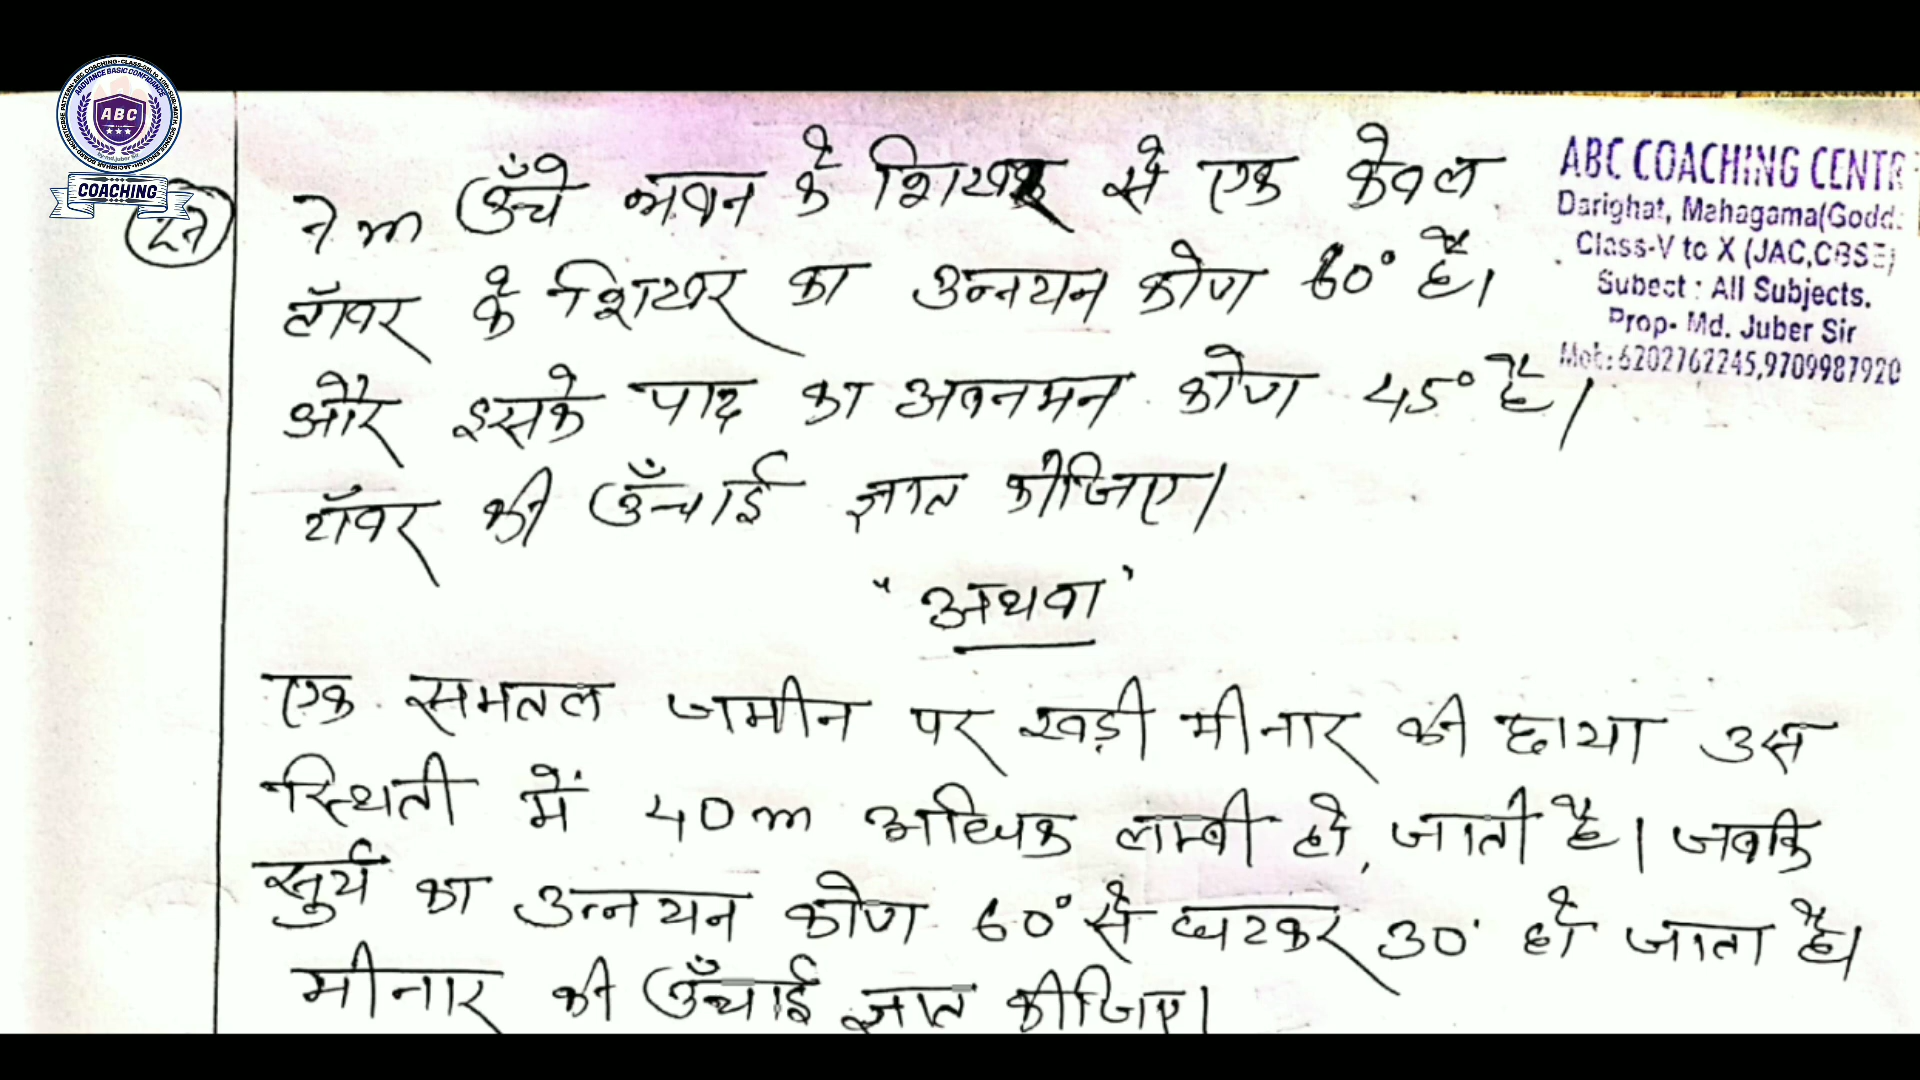 ABC
COACHING
ABC COACHING CENTR
Darighat, Mahagama(Godd:
Class-V to X (JAC,CBSE)
Subect : All Subjects.
Prop- Md. Juber Sir
Mob: 6202762245,9709987920
7 m ऊँचे भवन के शिखर से एक केबल
टॉवर के शिखर का उन्नयन कोण 60° है।
और इसके पाद का अवनमन कोण 45° है।
टॉवर की ऊँचाई ज्ञात कीजिए।
"अथवा"
एक समतल जमीन पर खड़ी मीनार की छाया उस
स्थिती में 40 m अधिक लम्बी हो जाती है। जबकि
सुर्य का उन्नयन कोण 60° से घटकर 30° हो जाता है।
मीनार की ऊँचाई ज्ञात कीजिए।